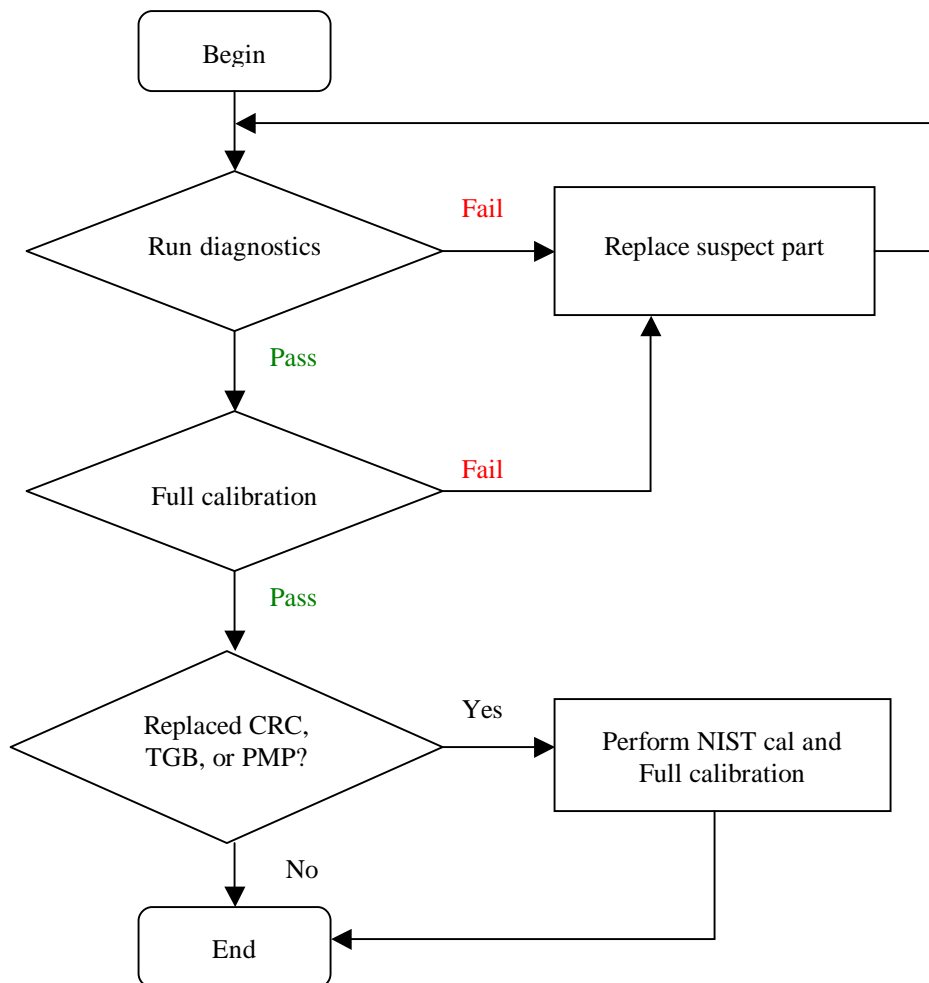 Begin
Fail
Run diagnostics
Replace suspect part
Pass
Fail
Full calibration
Pass
Yes
Replaced CRC,
TGB, or PMP?
Perform NIST cal and
Full calibration
No
End